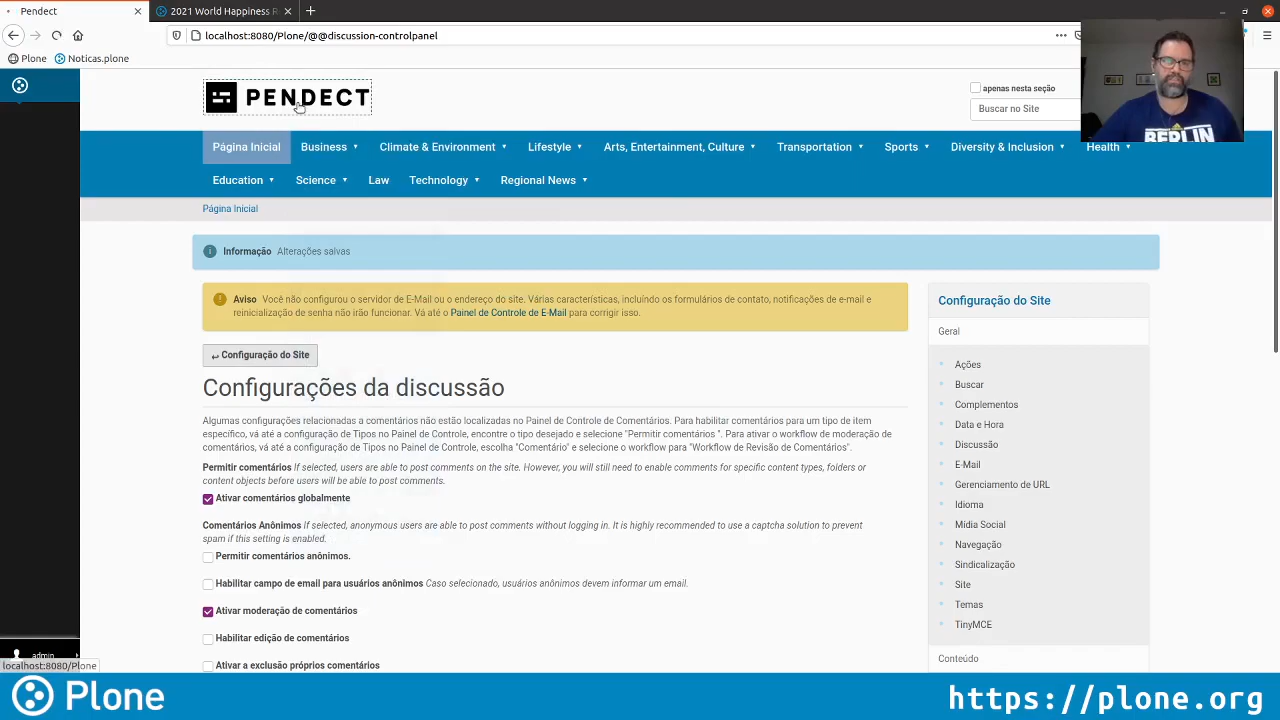 Pendect
2021 World Happiness R
localhost:8080/Plone/@@discussion-controlpanel
Plone
Noticas.plone
PENDECT
apenas nesta seção
Buscar no Site
BERLIN
Página Inicial
Business
Climate & Environment
Lifestyle
Arts, Entertainment, Culture
Transportation
Sports
Diversity & Inclusion
Health
Education
Science
Law
Technology
Regional News
Página Inicial
Informação Alterações salvas
Aviso Você não configurou o servidor de E-Mail ou o endereço do site. Várias características, incluindo os formulários de contato, notificações de e-mail e
reinicialização de senha não irão funcionar. Vá até o Painel de Controle de E-Mail para corrigir isso.
Configuração do Site
Configurações da discussão
Algumas configurações relacionadas a comentários não estão localizadas no Painel de Controle de Comentários. Para habilitar comentários para um tipo de item
específico, vá até a configuração de Tipos no Painel de Controle, encontre o tipo desejado e selecione "Permitir comentários ". Para ativar o workflow de moderação de
comentários, vá até a configuração de Tipos no Painel de Controle, escolha "Comentário" e selecione o workflow para "Workflow de Revisão de Comentários".
Permitir comentários If selected, users are able to post comments on the site. However, you will still need to enable comments for specific content types, folders or
content objects before users will be able to post comments.
Ativar comentários globalmente
Comentários Anônimos If selected, anonymous users are able to post comments without logging in. It is highly recommended to use a captcha solution to prevent
spam if this setting is enabled.
Permitir comentários anônimos.
Habilitar campo de email para usuários anônimos Caso selecionado, usuários anônimos devem informar um email.
Ativar moderação de comentários
Habilitar edição de comentários
Ativar a exclusão próprios comentários
Configuração do Site
Geral
Ações
Buscar
Complementos
Data e Hora
Discussão
E-Mail
Gerenciamento de URL
Idioma
Mídia Social
Navegação
Sindicalização
Site
Temas
TinyMCE
Conteúdo
admin
localhost:8080/Plone
Plone
https://plone.org